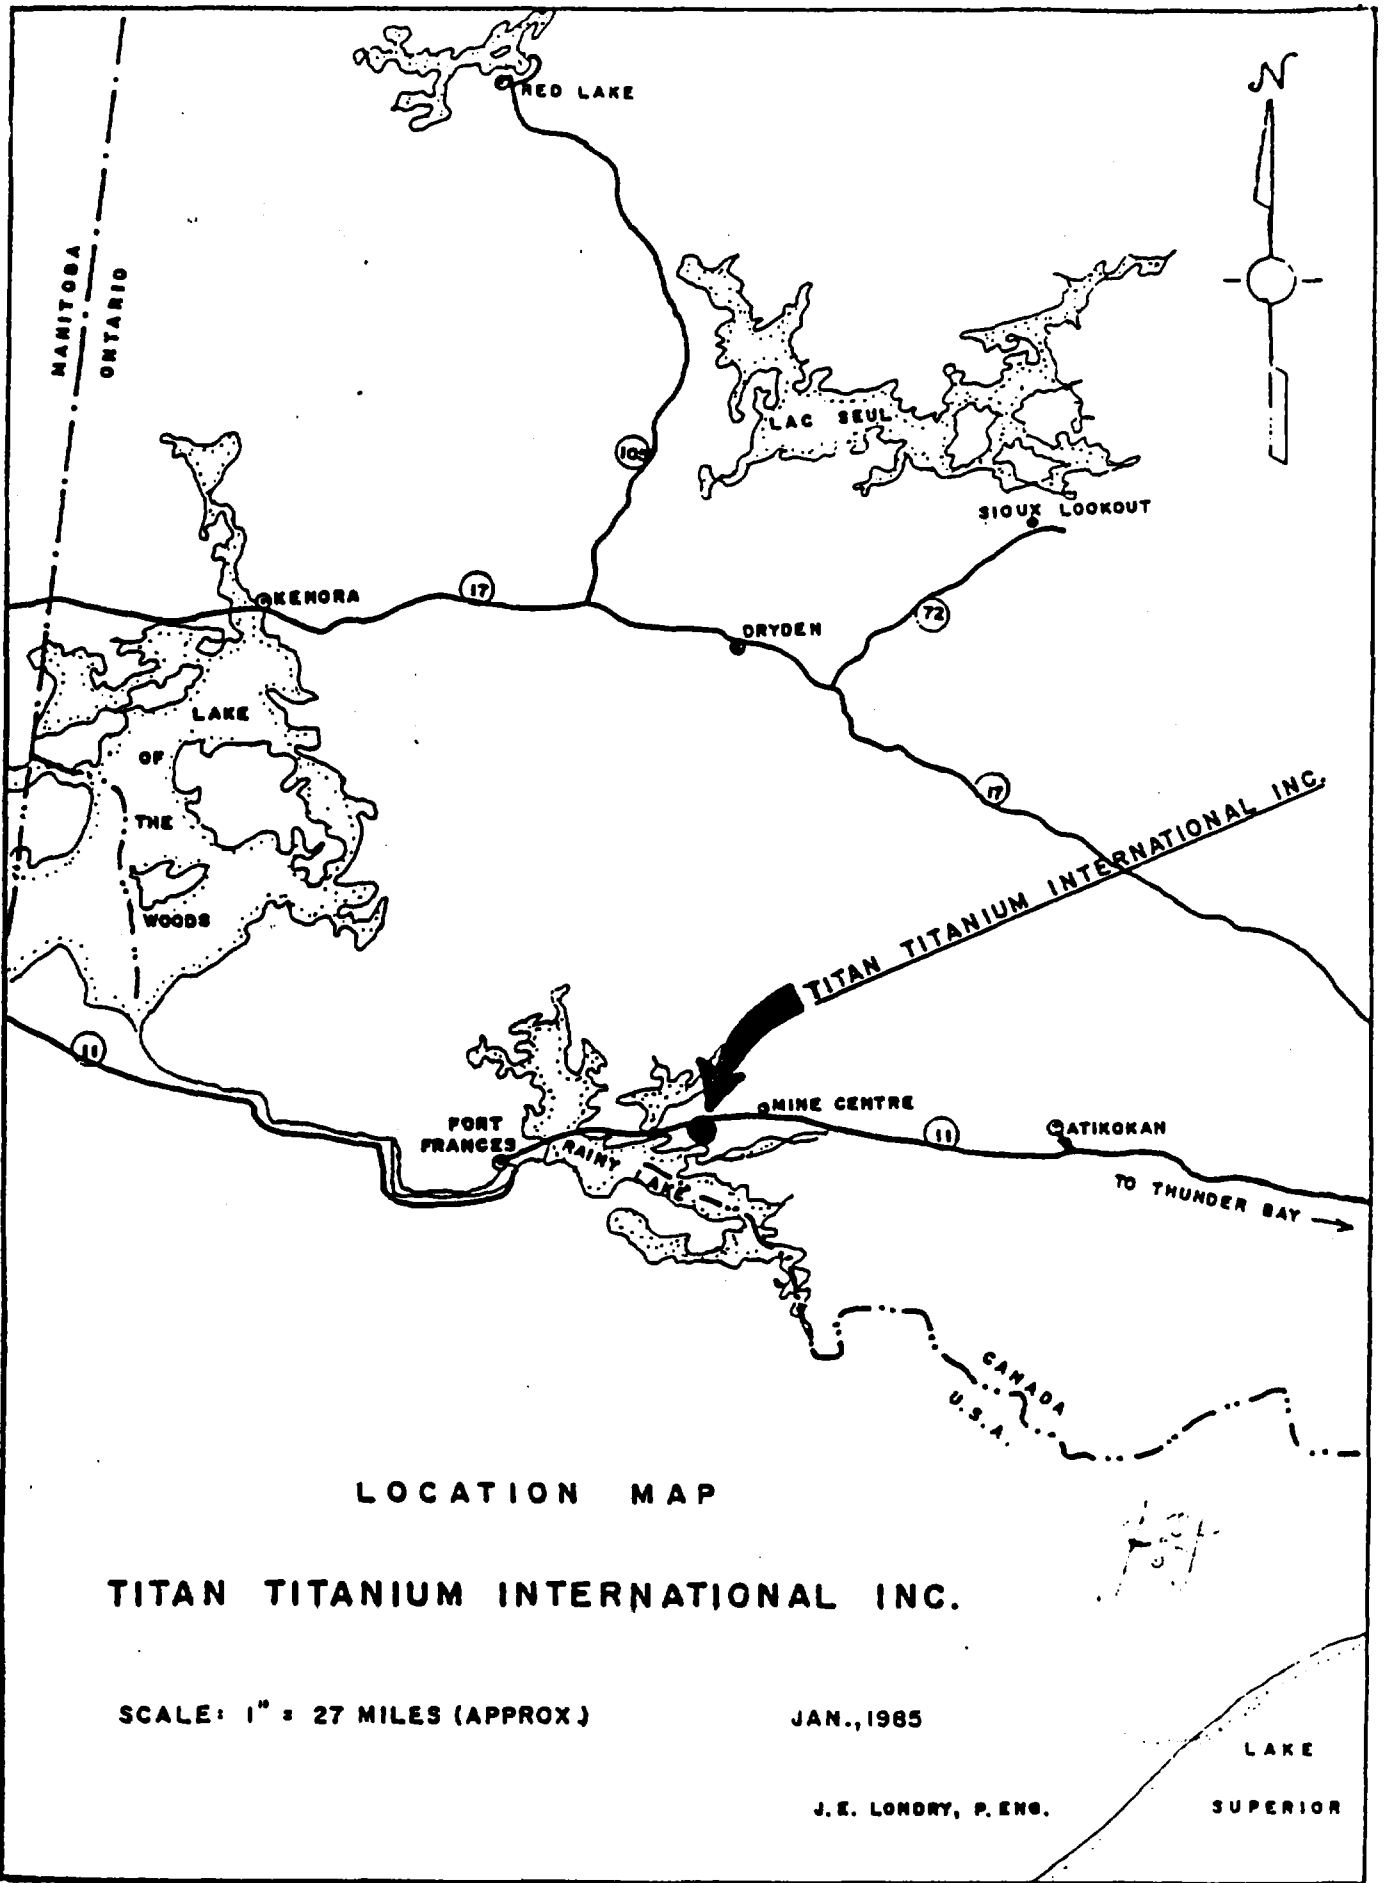 N
RED LAKE
MANITOBA
ONTARIO
LAC SEUL
105
SIOUX LOOKOUT
KENORA
17
72
DRYDEN
LAKE
OF
THE
WOODS
17
TITAN TITANIUM INTERNATIONAL INC.
11
MINE CENTRE
FORT
FRANCES
RAINY
LAKE
11
ATIKOKAN
TO THUNDER BAY
CANADA
U.S.A.
LOCATION MAP
TITAN TITANIUM INTERNATIONAL INC.
SCALE: 1" = 27 MILES (APPROX.)
JAN., 1985
LAKE
SUPERIOR
J.E. LONDRY, P. ENG.